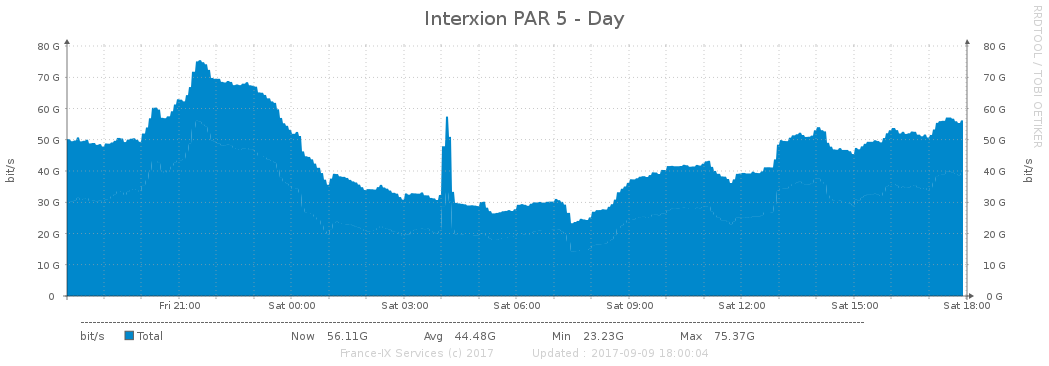 Interxion PAR 5 - Day
RRDTOOL / TOBI OETIKER
bit/s
80 G 80 G
70 G 70 G
60 G 60 G
50 G 50 G
40 G 40 G
30 G 30 G
20 G 20 G
10 G 10 G
0 0 G
bit/s
Fri 21:00 Sat 00:00 Sat 03:00 Sat 06:00 Sat 09:00 Sat 12:00 Sat 15:00 Sat 18:00
bit/s Total Now 56.11G Avg 44.48G Min 23.23G Max 75.37G
France-IX Services (c) 2017 Updated : 2017-09-09 18:00:04